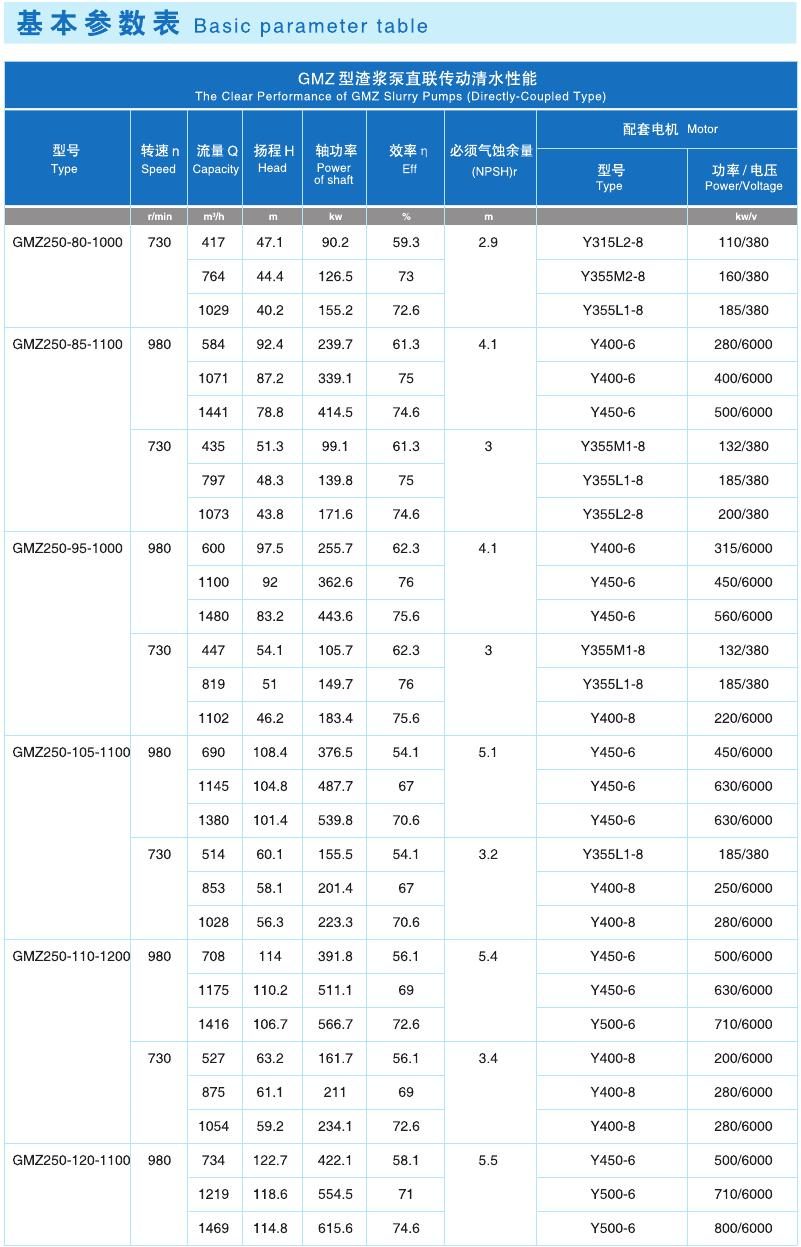 基本参数表 Basic parameter table
GMZ 型渣浆泵直联传动清水性能
The Clear Performance of GMZ Slurry Pumps (Directly-Coupled Type)
型号 转速 n 流量 Q 扬程 H 轴功率 效率 η 必须气蚀余量 配套电机 Motor
Type Speed Capacity Head Power of shaft Eff (NPSH)r 型号 Type 功率 / 电压 Power/Voltage
r/min m³/h m kw % m kw/v
GMZ250-80-1000 730 417 47.1 90.2 59.3 2.9 Y315L2-8 110/380
764 44.4 126.5 73 Y355M2-8 160/380
1029 40.2 155.2 72.6 Y355L1-8 185/380
GMZ250-85-1100 980 584 92.4 239.7 61.3 4.1 Y400-6 280/6000
1071 87.2 339.1 75 Y400-6 400/6000
1441 78.8 414.5 74.6 Y450-6 500/6000
730 435 51.3 99.1 61.3 3 Y355M1-8 132/380
797 48.3 139.8 75 Y355L1-8 185/380
1073 43.8 171.6 74.6 Y355L2-8 200/380
GMZ250-95-1000 980 600 97.5 255.7 62.3 4.1 Y400-6 315/6000
1100 92 362.6 76 Y450-6 450/6000
1480 83.2 443.6 75.6 Y450-6 560/6000
730 447 54.1 105.7 62.3 3 Y355M1-8 132/380
819 51 149.7 76 Y355L1-8 185/380
1102 46.2 183.4 75.6 Y400-8 220/6000
GMZ250-105-1100 980 690 108.4 376.5 54.1 5.1 Y450-6 450/6000
1145 104.8 487.7 67 Y450-6 630/6000
1380 101.4 539.8 70.6 Y450-6 630/6000
730 514 60.1 155.5 54.1 3.2 Y355L1-8 185/380
853 58.1 201.4 67 Y400-8 250/6000
1028 56.3 223.3 70.6 Y400-8 280/6000
GMZ250-110-1200 980 708 114 391.8 56.1 5.4 Y450-6 500/6000
1175 110.2 511.1 69 Y450-6 630/6000
1416 106.7 566.7 72.6 Y500-6 710/6000
730 527 63.2 161.7 56.1 3.4 Y400-8 200/6000
875 61.1 211 69 Y400-8 280/6000
1054 59.2 234.1 72.6 Y400-8 280/6000
GMZ250-120-1100 980 734 122.7 422.1 58.1 5.5 Y450-6 500/6000
1219 118.6 554.5 71 Y500-6 710/6000
1469 114.8 615.6 74.6 Y500-6 800/6000